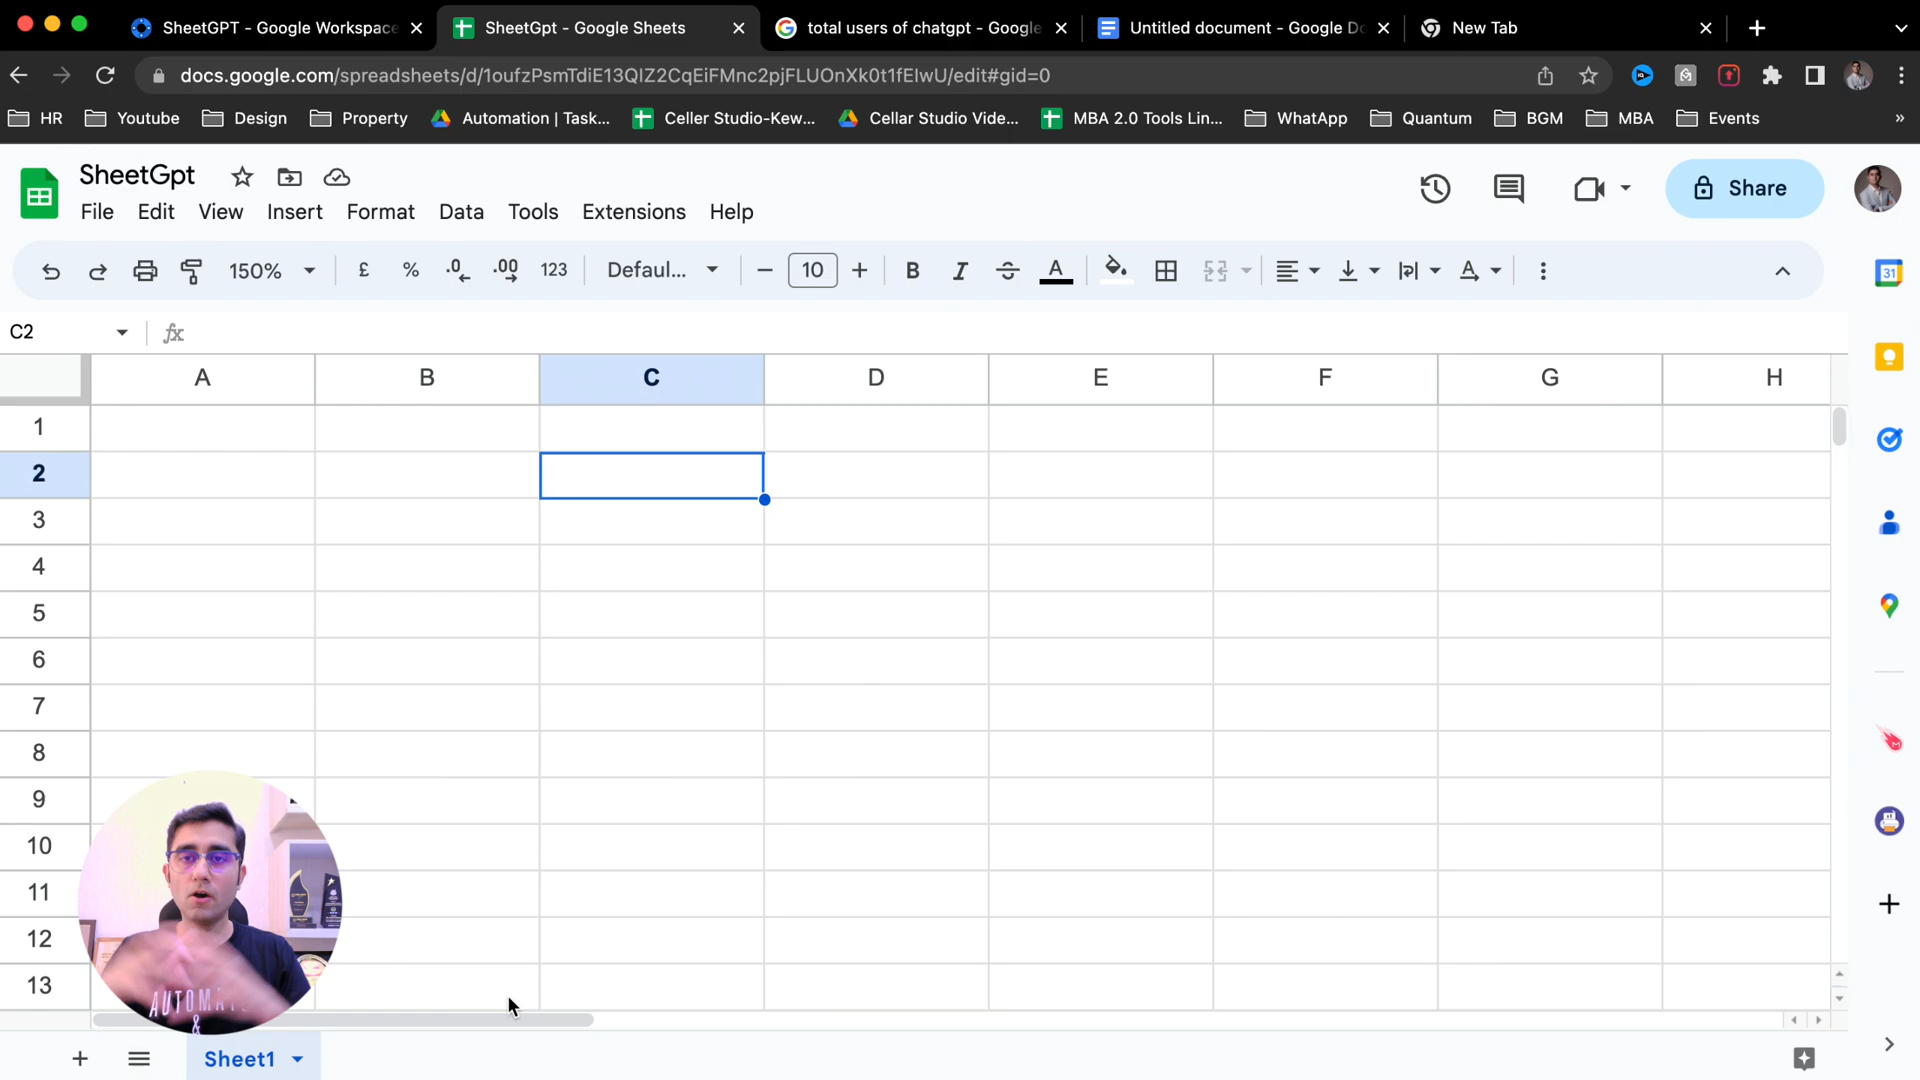 SheetGPT - Google Workspace
SheetGpt - Google Sheets
total users of chatgpt - Google
Untitled document - Google Do
New Tab
docs.google.com/spreadsheets/d/1oufzPsmTdiE13QIZ2CqEiFMnc2pjFLUOnXk0t1fEIwU/edit#gid=0
HR
Youtube
Design
Property
Automation | Task...
Celler Studio-Kew...
Cellar Studio Vide...
MBA 2.0 Tools Lin...
WhatApp
Quantum
BGM
MBA
Events
»
SheetGpt
Share
File Edit View Insert Format Data Tools Extensions Help
150% £ % .0 .00 123 Defaul... 10 B I S A A
31
C2 fx
A B C D E F G H
1
2
3
4
5
6
7
8
9
10
11
12
13
AUTOMAT
&
Sheet1